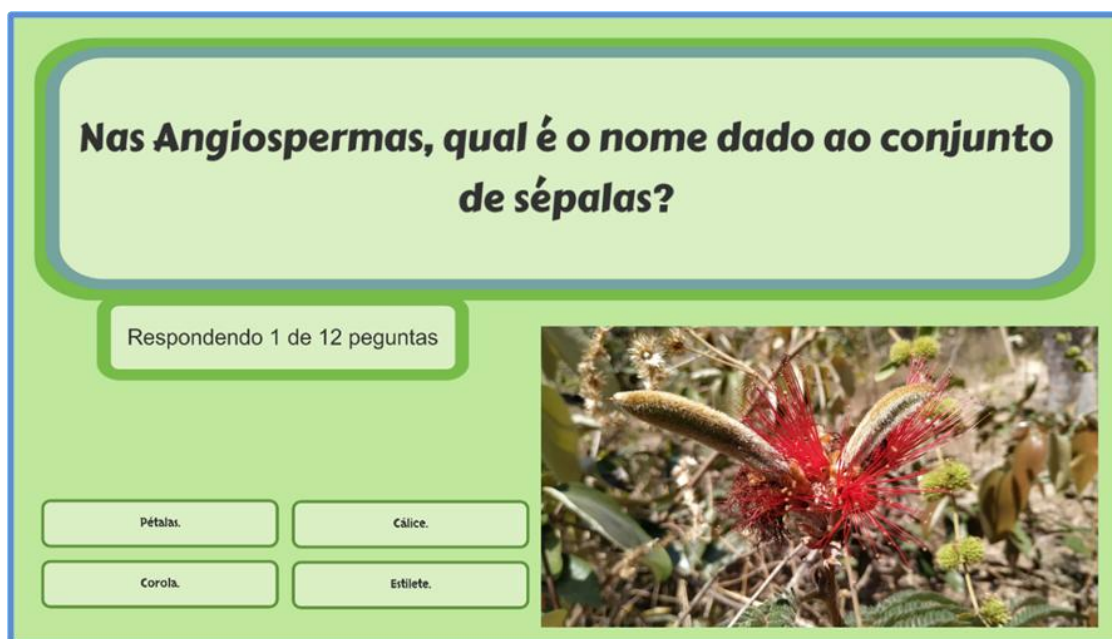 Nas Angiospermas, qual é o nome dado ao conjunto
de sépalas?
Respondendo 1 de 12 peguntas
Pétalas.
Cálice.
Corola.
Estilete.